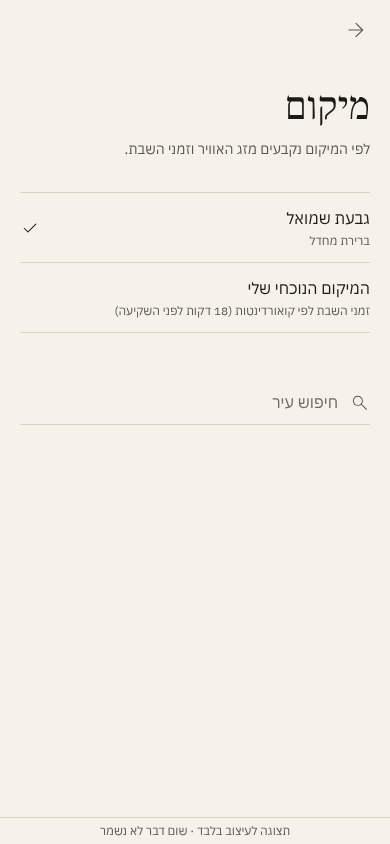 מיקום
לפי המיקום נקבעים מזג האוויר וזמני השבת.
גבעת שמואל
ברירת מחדל
המיקום הנוכחי שלי
זמני השבת לפי קואורדינטות (18 דקות לפני השקיעה)
חיפוש עיר
תצוגה לעיצוב בלבד · שום דבר לא נשמר